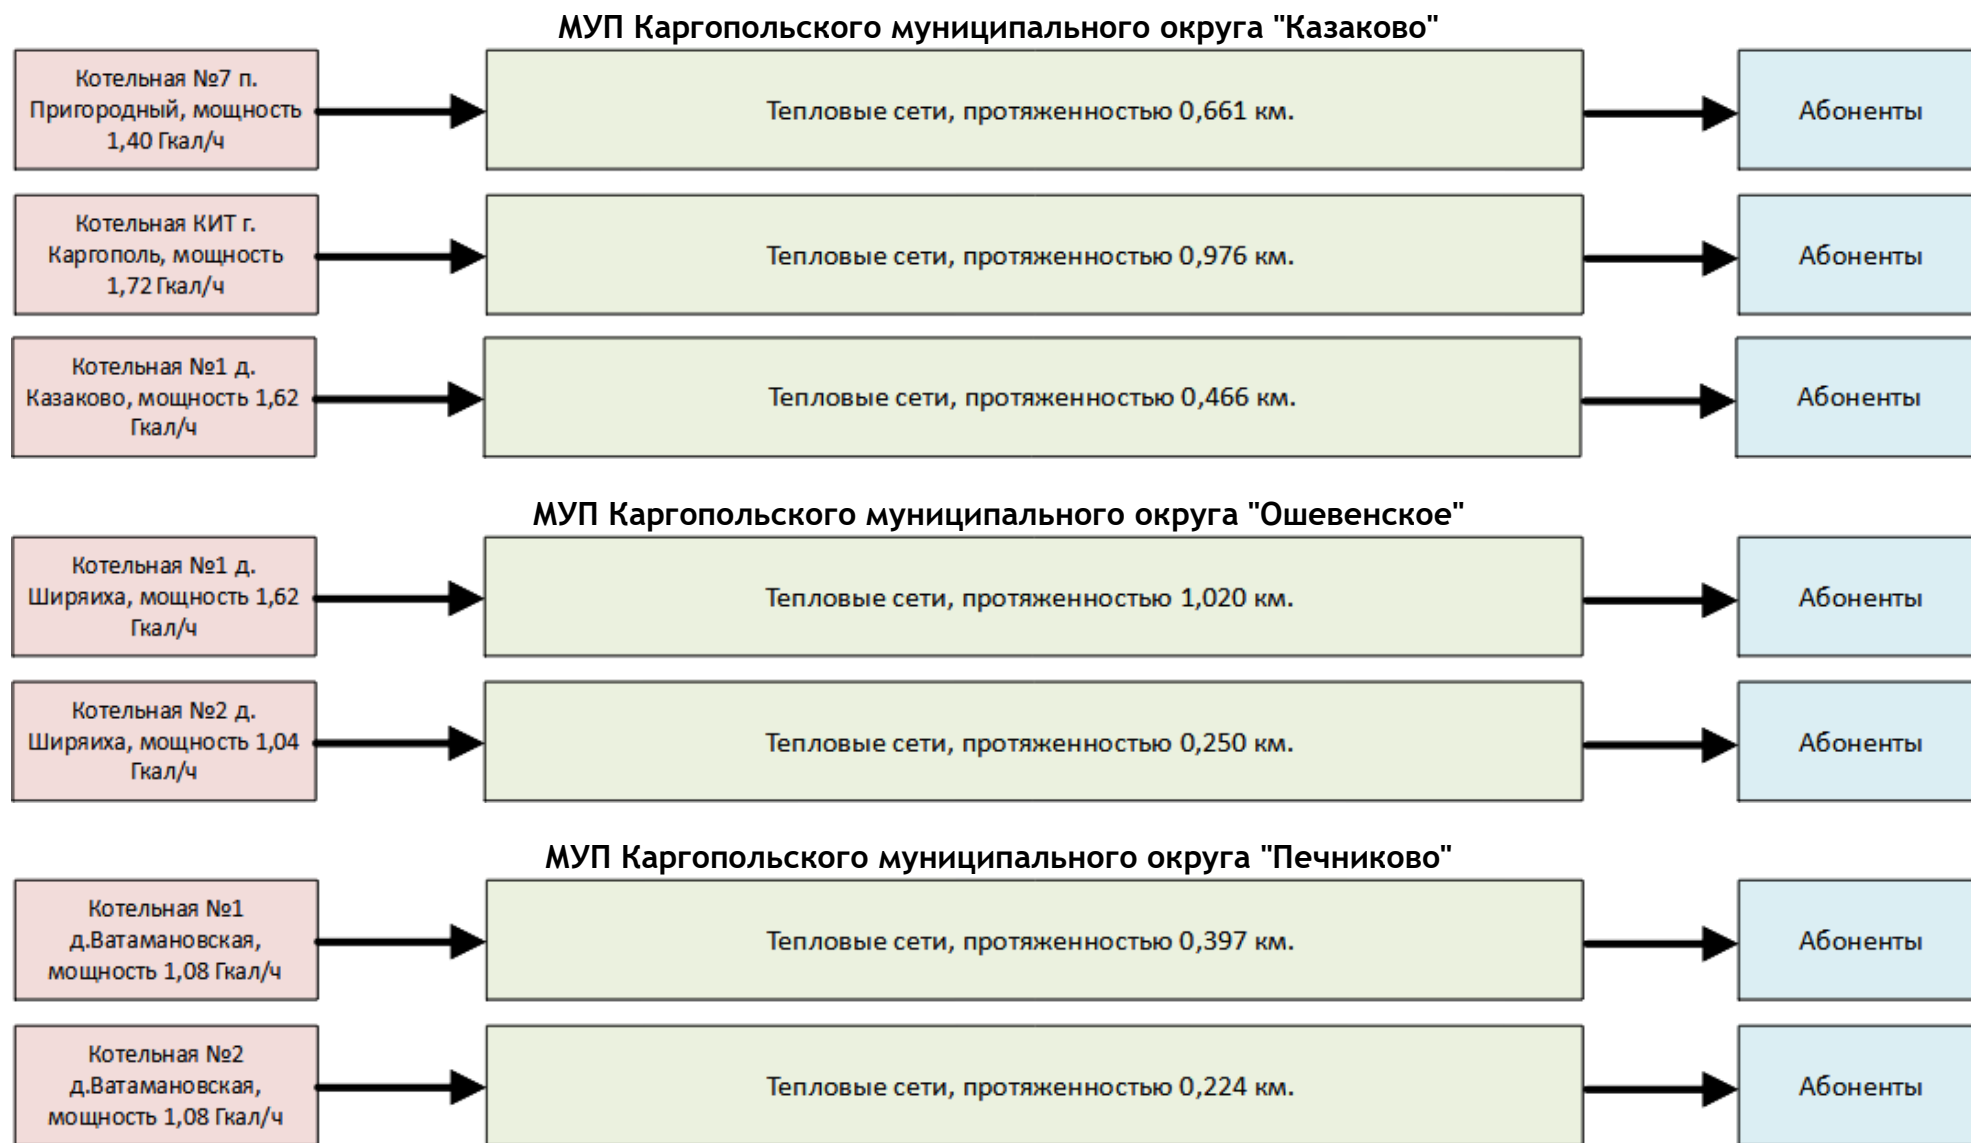 МУП Каргопольского муниципального округа "Казаково"
Котельная №7 п.
Пригородный, мощность
1,40 Гкал/ч
Тепловые сети, протяженностью 0,661 км.
Абоненты
Котельная КИТ г.
Каргополь, мощность
1,72 Гкал/ч
Тепловые сети, протяженностью 0,976 км.
Абоненты
Котельная №1 д.
Казаково, мощность 1,62
Гкал/ч
Тепловые сети, протяженностью 0,466 км.
Абоненты
МУП Каргопольского муниципального округа "Ошевенское"
Котельная №1 д.
Ширяиха, мощность 1,62
Гкал/ч
Тепловые сети, протяженностью 1,020 км.
Абоненты
Котельная №2 д.
Ширяиха, мощность 1,04
Гкал/ч
Тепловые сети, протяженностью 0,250 км.
Абоненты
МУП Каргопольского муниципального округа "Печниково"
Котельная №1
д.Ватамановская,
мощность 1,08 Гкал/ч
Тепловые сети, протяженностью 0,397 км.
Абоненты
Котельная №2
д.Ватамановская,
мощность 1,08 Гкал/ч
Тепловые сети, протяженностью 0,224 км.
Абоненты